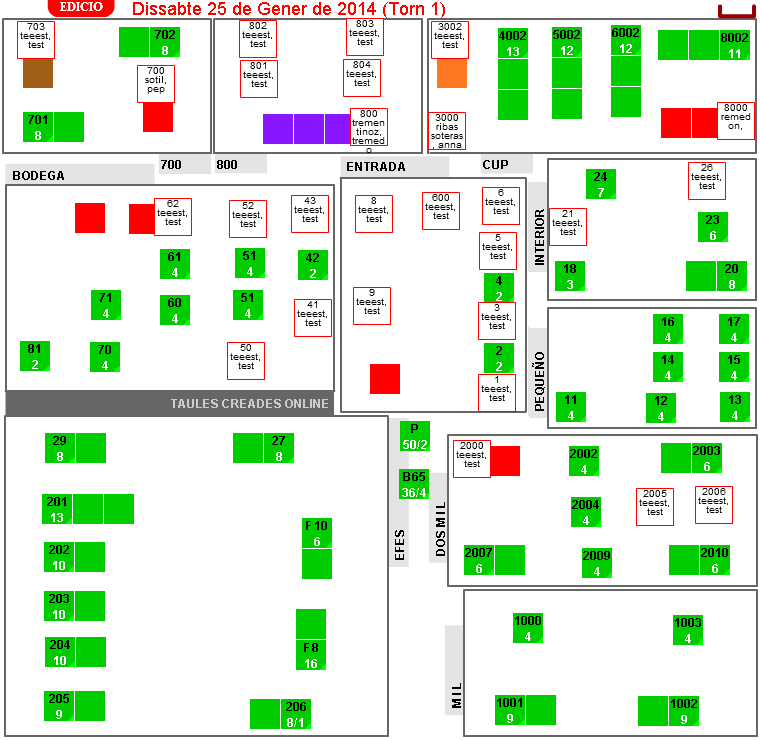 EDICIO
Dissabte 25 de Gener de 2014 (Torn 1)
703
teeest,
test
702
8
700
sotil,
pep
701
8
802
teeest,
test
803
teeest,
test
801
teeest,
test
804
teeest,
test
800
tremen
tinoz,
tremed
3002
teeest,
test
4002
13
5002
12
6002
12
8002
11
3000
ribas
soteras,
anna
8000
remed
on,
BODEGA
700
800
ENTRADA
CUP
62
teeest,
test
52
teeest,
test
43
teeest,
test
61
4
51
4
42
2
71
4
60
4
51
4
41
teeest,
test
81
2
70
4
50
teeest,
test
8
teeest,
test
600
teeest,
test
6
teeest,
test
5
teeest,
test
4
2
9
teeest,
test
3
teeest,
test
2
2
1
teeest,
test
INTERIOR
24
7
26
teeest,
test
21
teeest,
test
23
6
18
3
20
8
PEQUEÑO
16
4
17
4
14
4
15
4
11
4
12
4
13
4
TAULES CREADES ONLINE
29
8
27
8
201
13
F10
6
202
10
203
10
204
10
F8
16
205
9
206
8/1
P
50/2
B65
36/4
EFES
DOSMIL
2000
teeest,
test
2002
4
2003
6
2004
4
2005
teeest,
test
2006
teeest,
test
2007
6
2009
4
2010
6
MIL
1000
4
1003
4
1001
9
1002
9